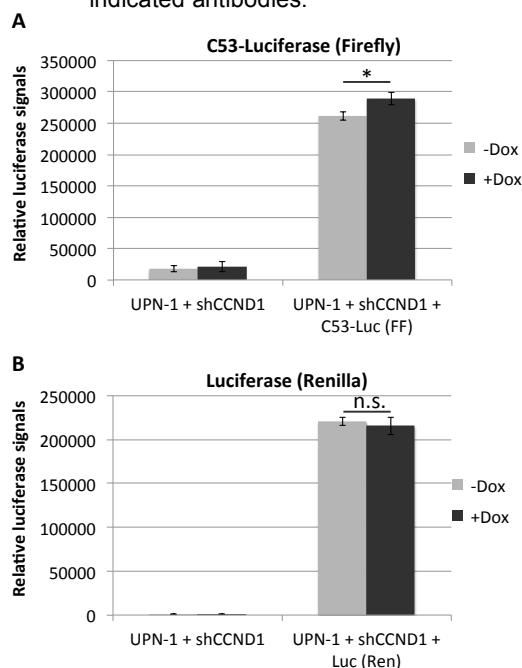 indicated antibodies.
A
C53-Luciferase (Firefly)
Relative luciferase signals
350000
300000
250000
200000
150000
100000
50000
0
*
-Dox
+Dox
UPN-1 + shCCND1
UPN-1 + shCCND1 +
C53-Luc (FF)
B
Luciferase (Renilla)
Relative luciferase signals
250000
200000
150000
100000
50000
0
n.s.
-Dox
+Dox
UPN-1 + shCCND1
UPN-1 + shCCND1 +
Luc (Ren)